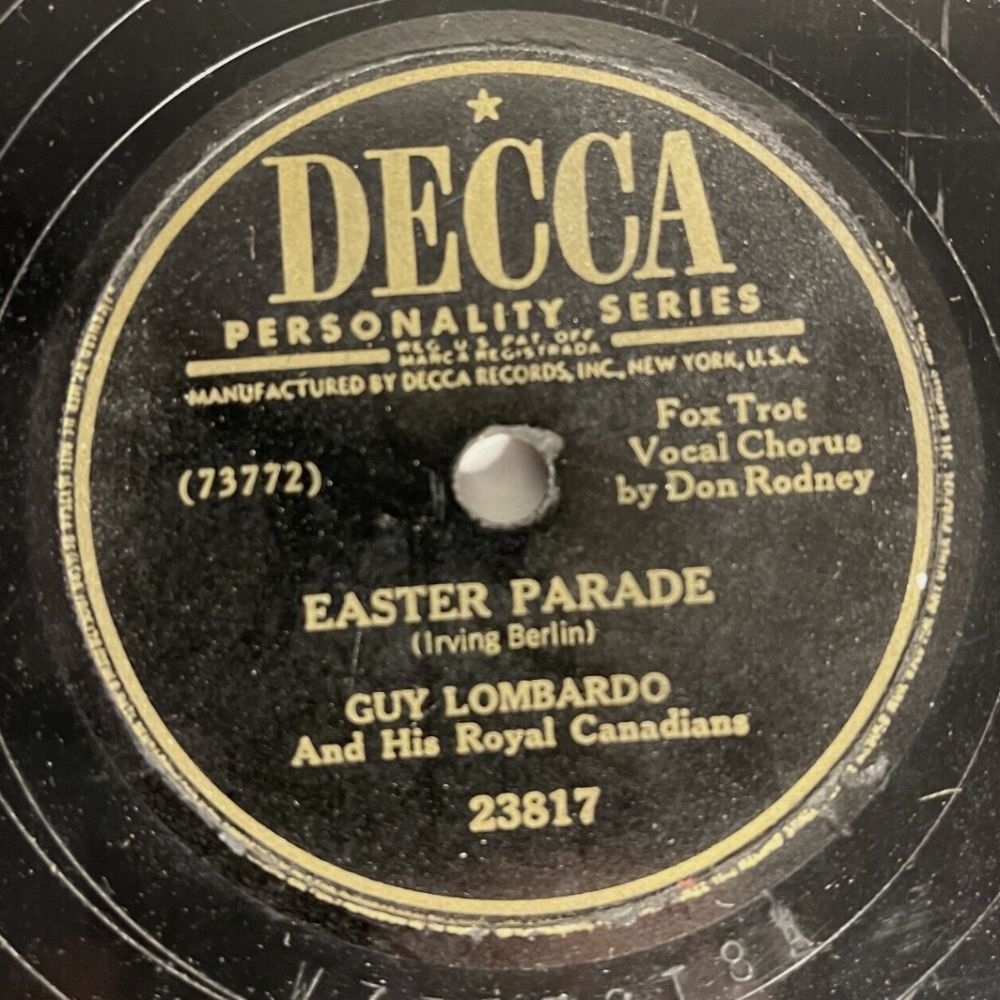 DECCA
PERSONALITY SERIES
REG. U.S. PAT. OFF.
MARCA REGISTRADA
MANUFACTURED BY DECCA RECORDS, INC., NEW YORK, U.S.A.
Fox Trot
Vocal Chorus
by Don Rodney
(73772)
EASTER PARADE
(Irving Berlin)
GUY LOMBARDO
And His Royal Canadians
23817